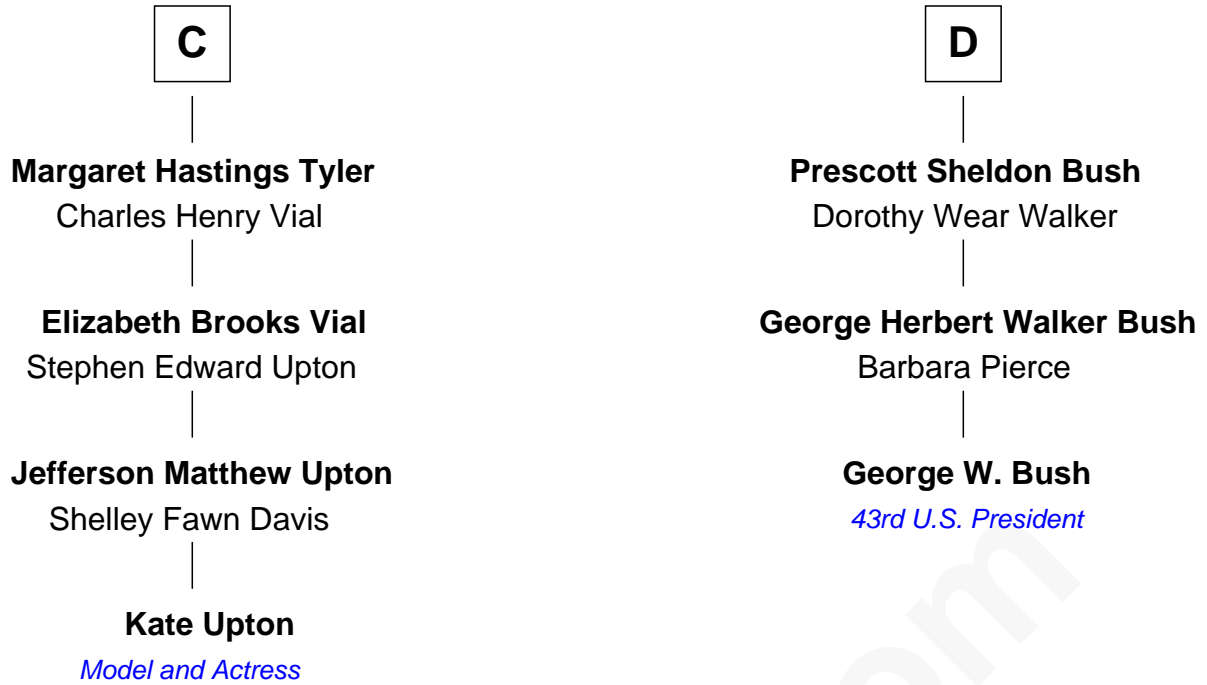 C
Margaret Hastings Tyler
Charles Henry Vial
Elizabeth Brooks Vial
Stephen Edward Upton
Jefferson Matthew Upton
Shelley Fawn Davis
Kate Upton
Model and Actress
D
Prescott Sheldon Bush
Dorothy Wear Walker
George Herbert Walker Bush
Barbara Pierce
George W. Bush
43rd U.S. President
om